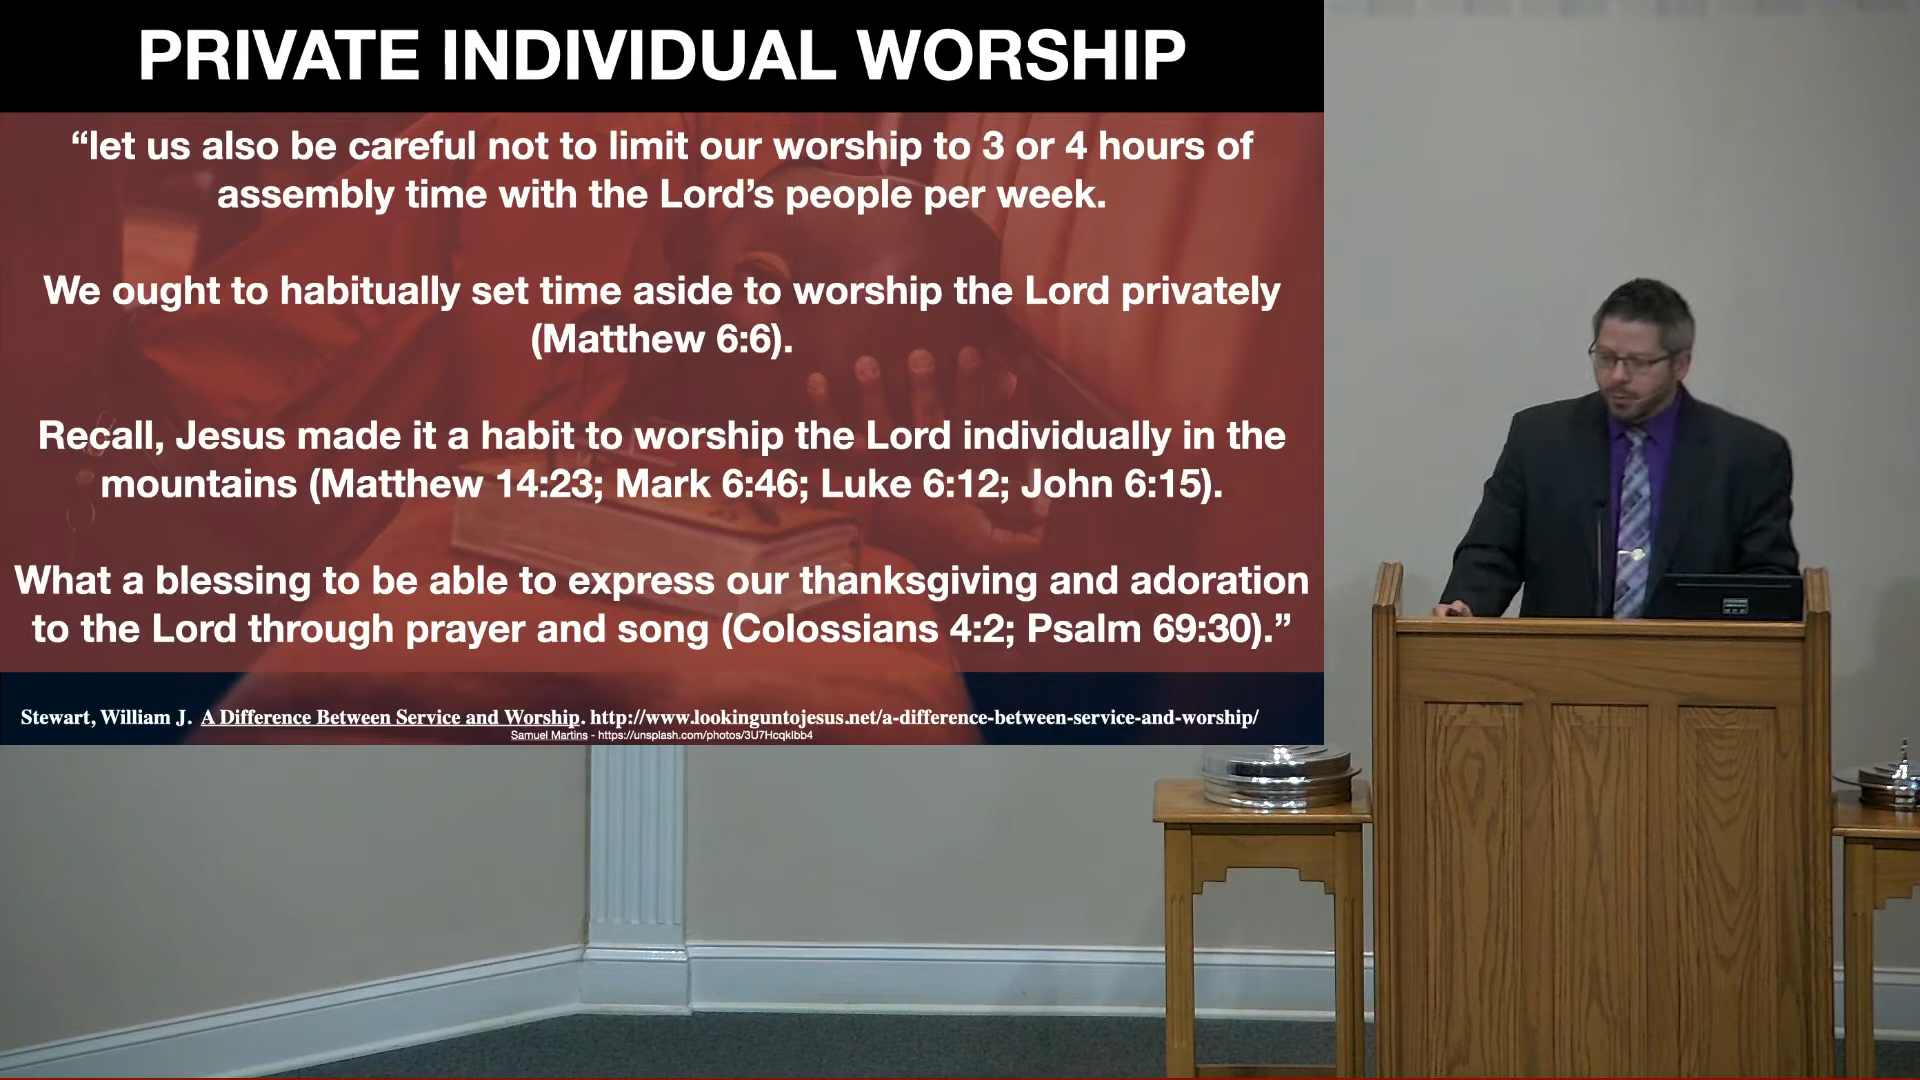 PRIVATE INDIVIDUAL WORSHIP
“let us also be careful not to limit our worship to 3 or 4 hours of
assembly time with the Lord’s people per week.
We ought to habitually set time aside to worship the Lord privately
(Matthew 6:6).
Recall, Jesus made it a habit to worship the Lord individually in the
mountains (Matthew 14:23; Mark 6:46; Luke 6:12; John 6:15).
What a blessing to be able to express our thanksgiving and adoration
to the Lord through prayer and song (Colossians 4:2; Psalm 69:30).”
Stewart, William J. A Difference Between Service and Worship. http://www.lookinguntojesus.net/a-difference-between-service-and-worship/
Samuel Martins - https://unsplash.com/photos/3U7HcqkIbb4